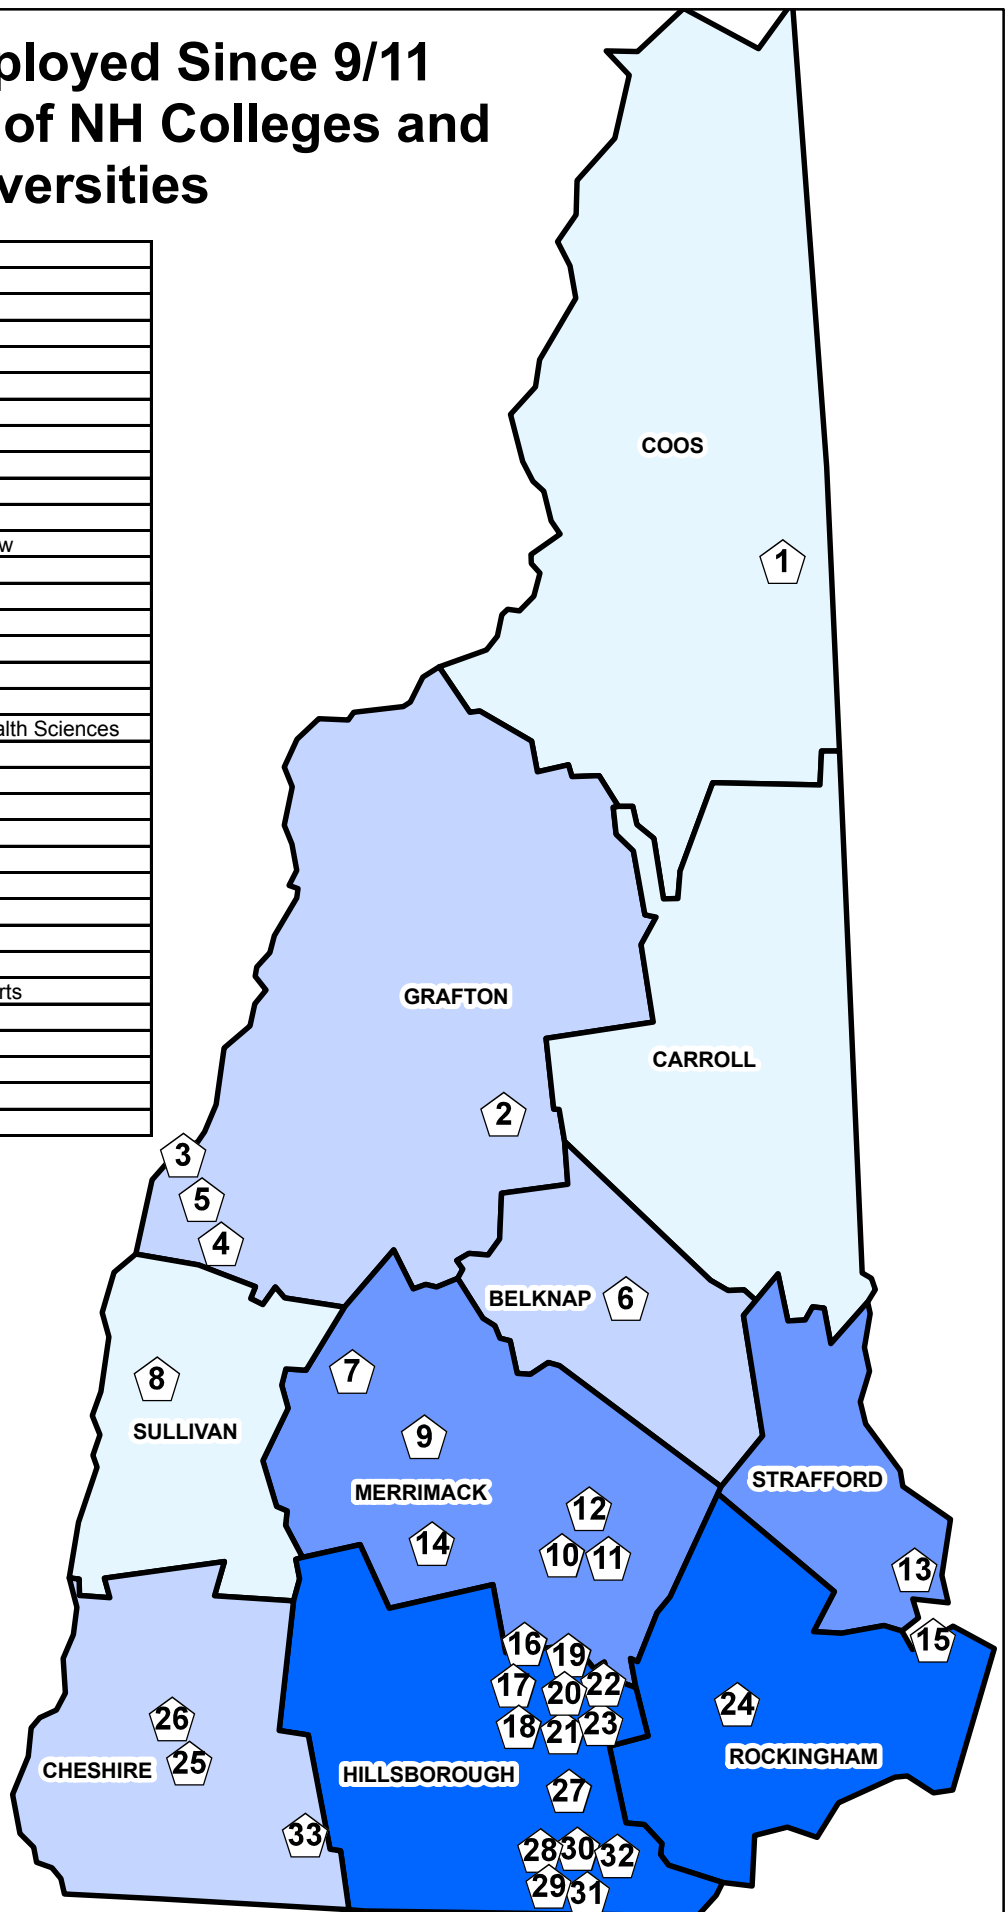 ployed Since 9/11
of NH Colleges and
versities
w
alth Sciences
rts
COOS
1
GRAFTON
CARROLL
2
3
5
4
BELKNAP
6
7
8
SULLIVAN
9
MERRIMACK
STRAFFORD
12
14
10
11
13
15
16
19
17
20
22
18
21
23
24
26
25
CHESHIRE
HILLSBOROUGH
ROCKINGHAM
27
33
28
30
32
29
31